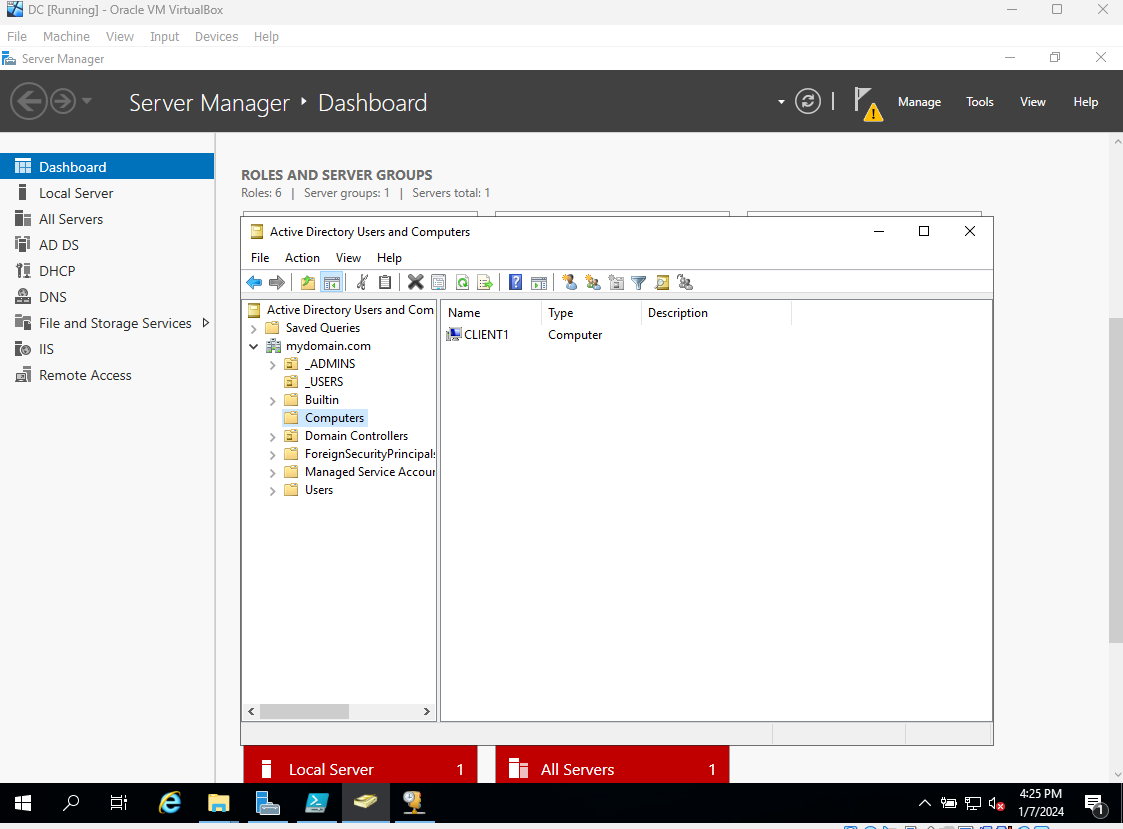 DC [Running] - Oracle VM VirtualBox
File Machine View Input Devices Help
Server Manager
Server Manager Dashboard
Manage Tools View Help
Dashboard
Local Server
All Servers
AD DS
DHCP
DNS
File and Storage Services
IIS
Remote Access
ROLES AND SERVER GROUPS
Roles: 6 | Server groups: 1 | Servers total: 1
Active Directory Users and Computers
File Action View Help
Active Directory Users and Com
Saved Queries
mydomain.com
_ADMINS
_USERS
Builtin
Computers
Domain Controllers
ForeignSecurityPrincipals
Managed Service Accour
Users
Name Type Description
CLIENT1 Computer
Local Server 1
All Servers 1
4:25 PM
1/7/2024
1